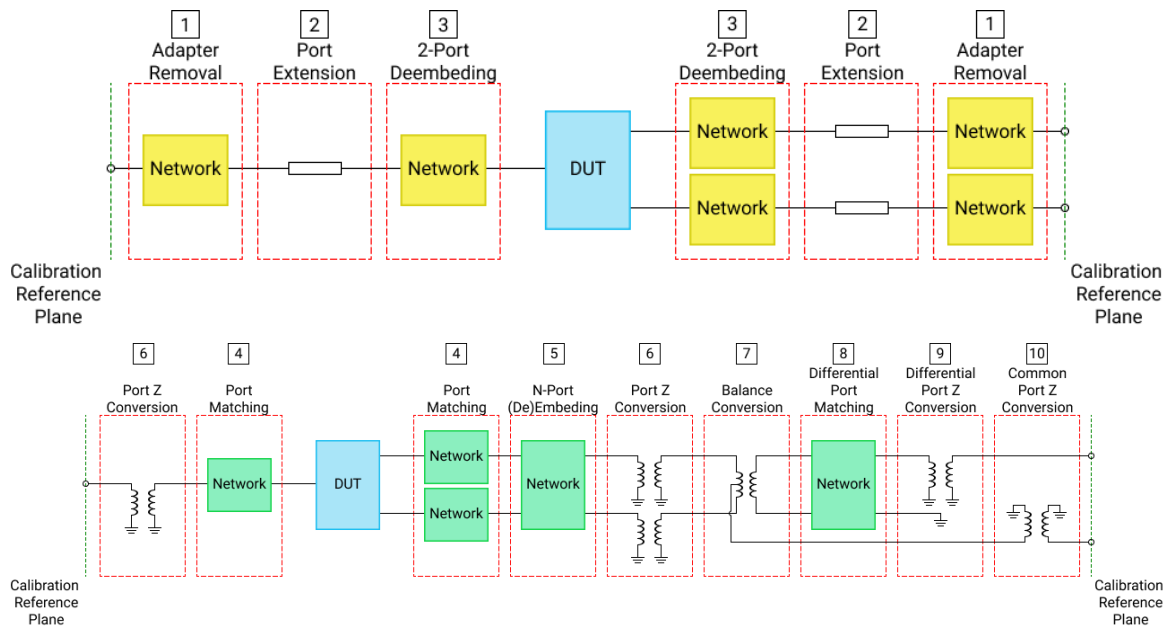 1
2
3
3
2
1
Adapter
Removal
Port
Extension
2-Port
Deembeding
2-Port
Deembeding
Port
Extension
Adapter
Removal
Network
Network
DUT
Network
Network
Network
Network
Calibration
Reference
Plane
Calibration
Reference
Plane
6
4
4
5
6
7
8
9
10
Port Z
Conversion
Port
Matching
Port
Matching
N-Port
(De)Embeding
Port Z
Conversion
Balance
Conversion
Differential
Port
Matching
Differential
Port Z
Conversion
Common
Port Z
Conversion
Network
DUT
Network
Network
Network
Network
Calibration
Reference
Plane
Calibration
Reference
Plane